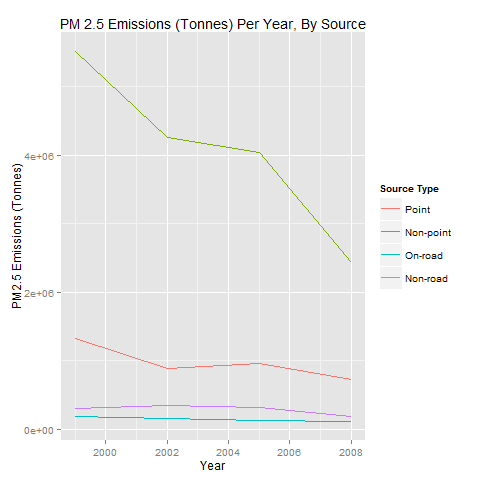 PM 2.5 Emissions (Tonnes) Per Year, By Source
PM2.5 Emissions (Tonnes)
4e+06
2e+06
0e+00
2000
2002
2004
2006
2008
Year
Source Type
Point
Non-point
On-road
Non-road